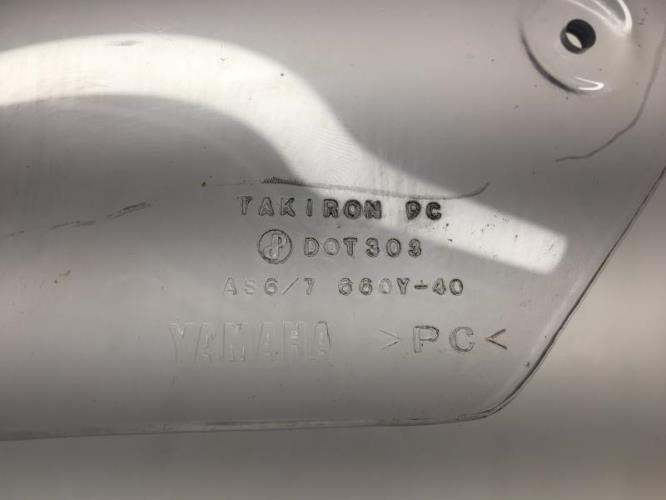 TAKIRON PC
DOT303
AS6/7 660Y-40
YAMAHA >PC<